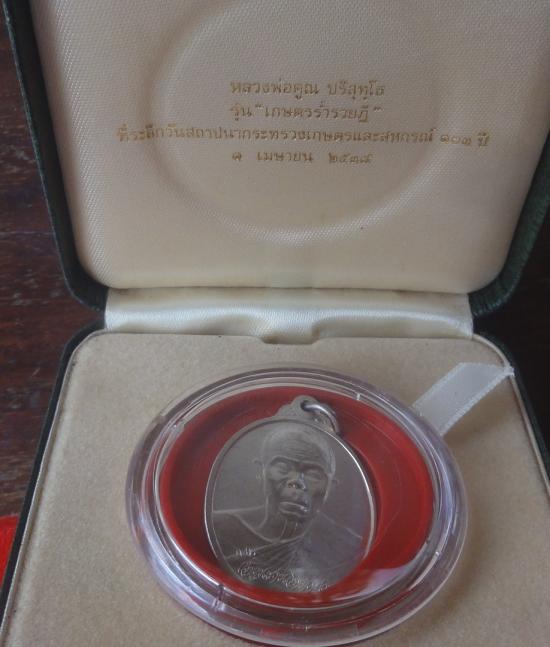 หลวงพ่อคูณ ปริสุทฺโธ
รุ่น "เกษตรร่ำรวยฎี"
ที่ระลึกวันสถาปนากระทรวงเกษตรและสหกรณ์ ๑๐๓ ปี
๑ เมษายน ๒๕๓๘